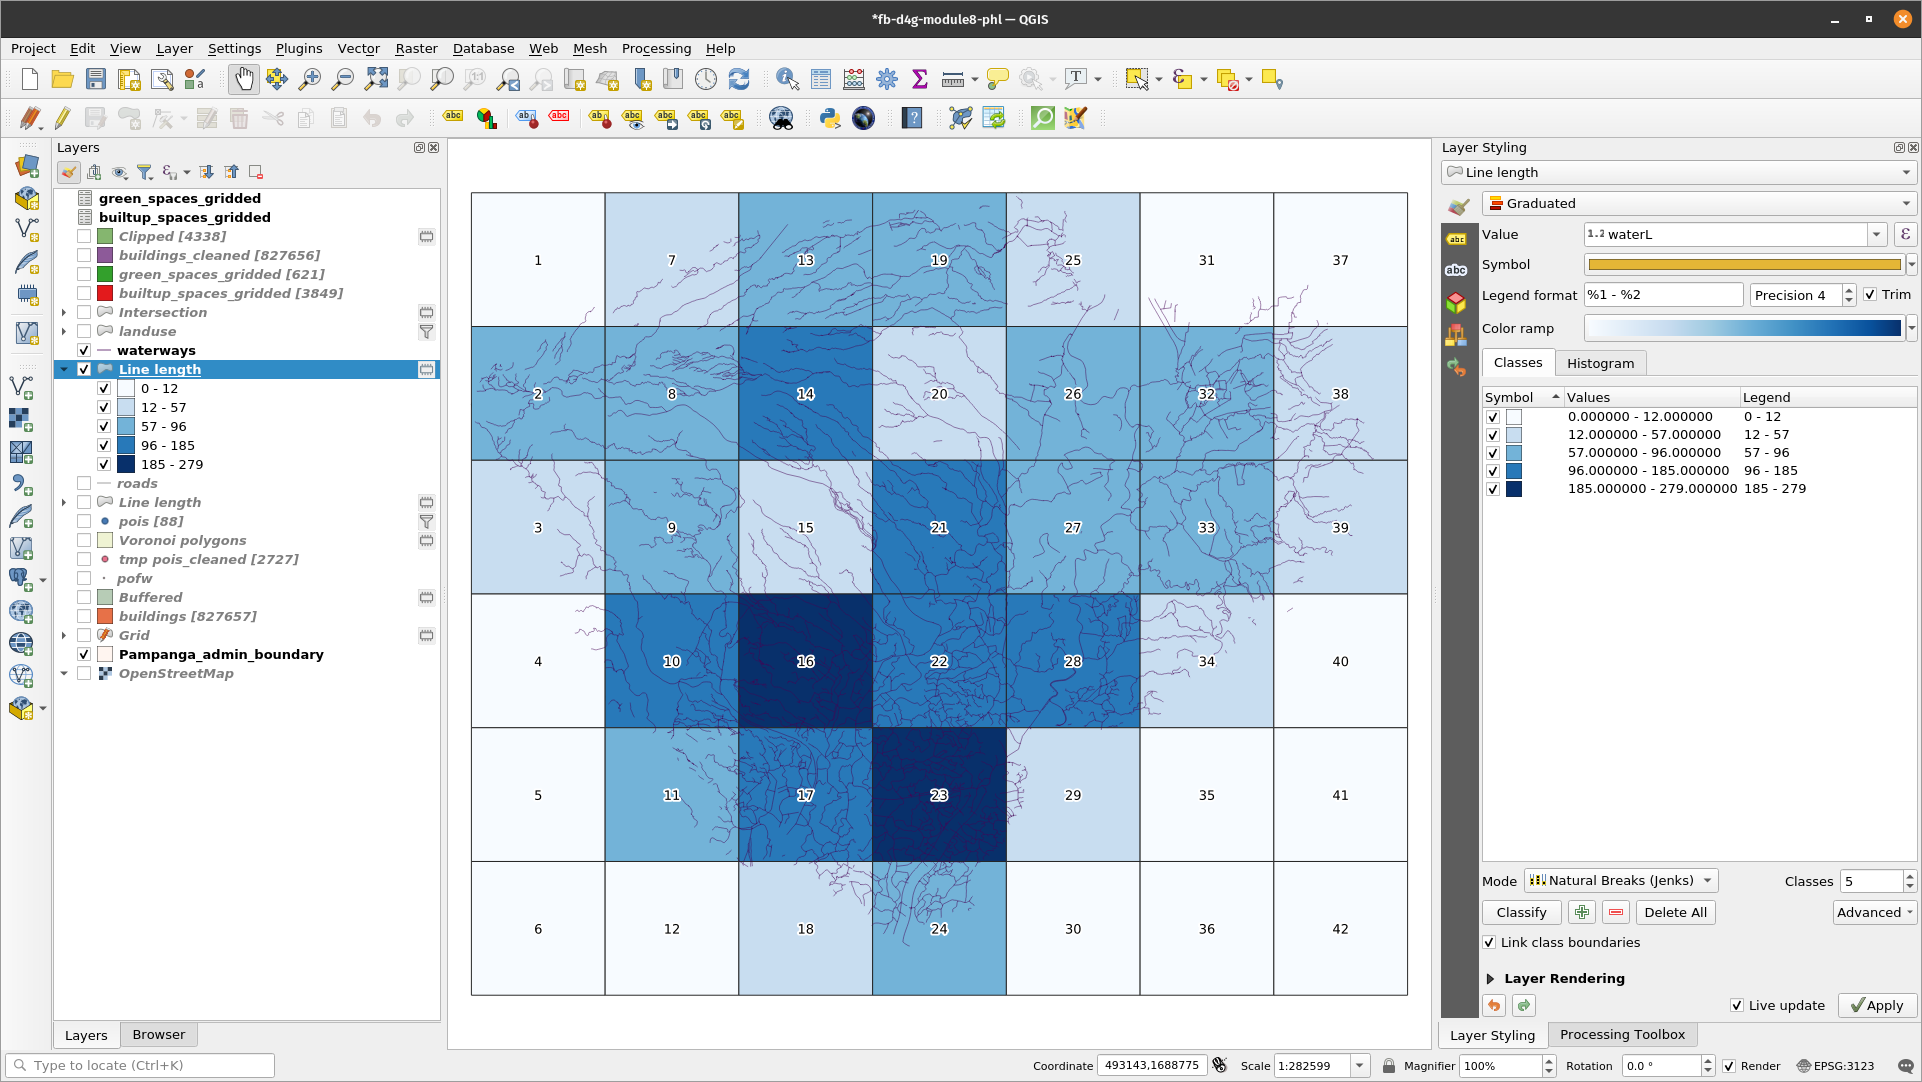 *fb-d4g-module8-phl — QGIS
Project Edit View Layer Settings Plugins Vector Raster Database Web Mesh Processing Help
Layers
green_spaces_gridded
builtup_spaces_gridded
Clipped [4338]
buildings_cleaned [827656]
green_spaces_gridded [621]
builtup_spaces_gridded [3849]
Intersection
landuse
waterways
Line length
0 - 12
12 - 57
57 - 96
96 - 185
185 - 279
roads
Line length
pois [88]
Voronoi polygons
tmp pois_cleaned [2727]
pofw
Buffered
buildings [827657]
Grid
Pampanga_admin_boundary
OpenStreetMap
Layers Browser
1 7 13 19 25 31 37
2 8 14 20 26 32 38
3 9 15 21 27 33 39
4 10 16 22 28 34 40
5 11 17 23 29 35 41
6 12 18 24 30 36 42
Layer Styling
Line length
Graduated
Value 1.2 waterL
Symbol
Legend format %1 - %2 Precision 4 Trim
Color ramp
Classes Histogram
Symbol Values Legend
0.000000 - 12.000000 0 - 12
12.000000 - 57.000000 12 - 57
57.000000 - 96.000000 57 - 96
96.000000 - 185.000000 96 - 185
185.000000 - 279.000000 185 - 279
Mode Natural Breaks (Jenks) Classes 5
Classify Delete All Advanced
Link class boundaries
Layer Rendering
Live update Apply
Layer Styling Processing Toolbox
Type to locate (Ctrl+K) Coordinate 493143,1688775 Scale 1:282599 Magnifier 100% Rotation 0.0 ° Render EPSG:3123